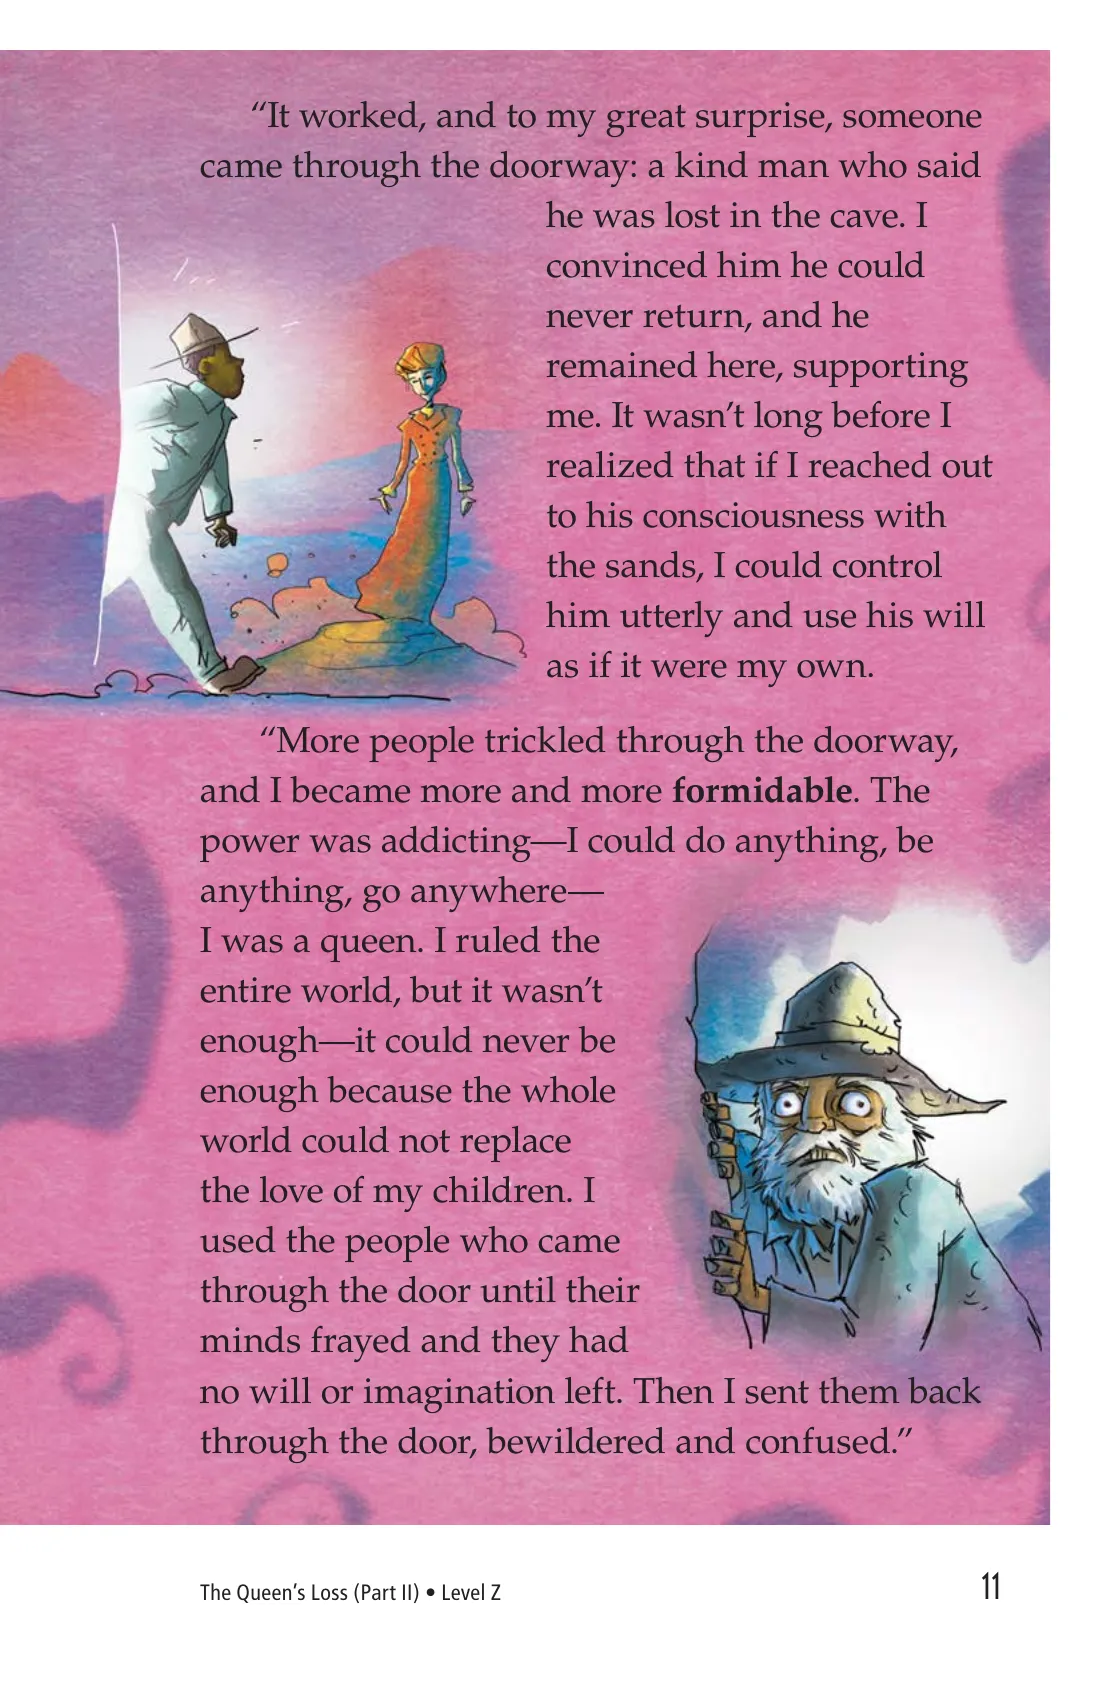 “It worked, and to my great surprise, someone
came through the doorway: a kind man who said
he was lost in the cave. I
convinced him he could
never return, and he
remained here, supporting
me. It wasn’t long before I
realized that if I reached out
to his consciousness with
the sands, I could control
him utterly and use his will
as if it were my own.
“More people trickled through the doorway,
and I became more and more formidable. The
power was addicting—I could do anything, be
anything, go anywhere—
I was a queen. I ruled the
entire world, but it wasn’t
enough—it could never be
enough because the whole
world could not replace
the love of my children. I
used the people who came
through the door until their
minds frayed and they had
no will or imagination left. Then I sent them back
through the door, bewildered and confused.”
The Queen’s Loss (Part II) • Level Z
11